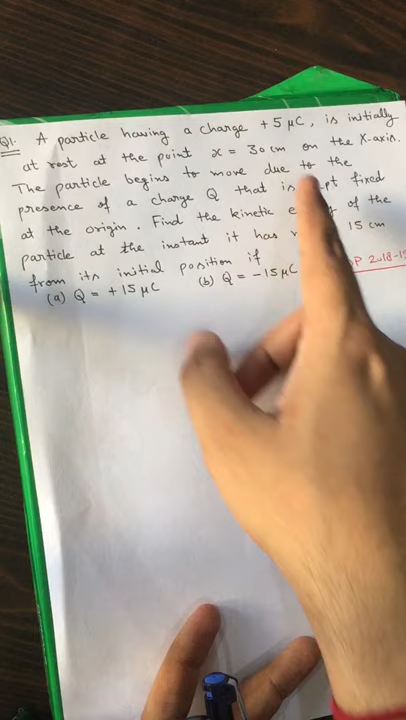 Q1. A particle having a charge +5 μC, is initially
at rest at the point x = 30 cm on the X-axis.
The particle begins to move due to the
presence of a charge Q that is pt fixed
at the origin. Find the kinetic e of the
particle at the instant it has 15 cm
from its initial position if
(a) Q = +15 μC (b) Q = -15 μC
P 2018-15